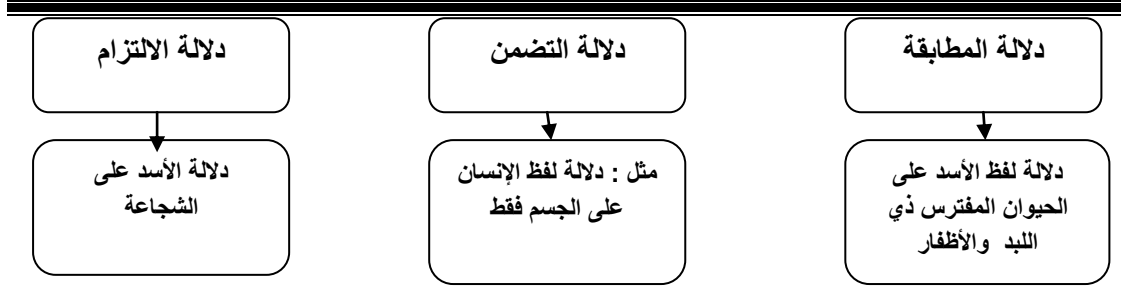 دلالة المطابقة
دلالة لفظ الأسد على
الحيوان المفترس ذي
اللبد والأظفار
دلالة التضمن
مثل : دلالة لفظ الإنسان
على الجسم فقط
دلالة الالتزام
دلالة الأسد على
الشجاعة